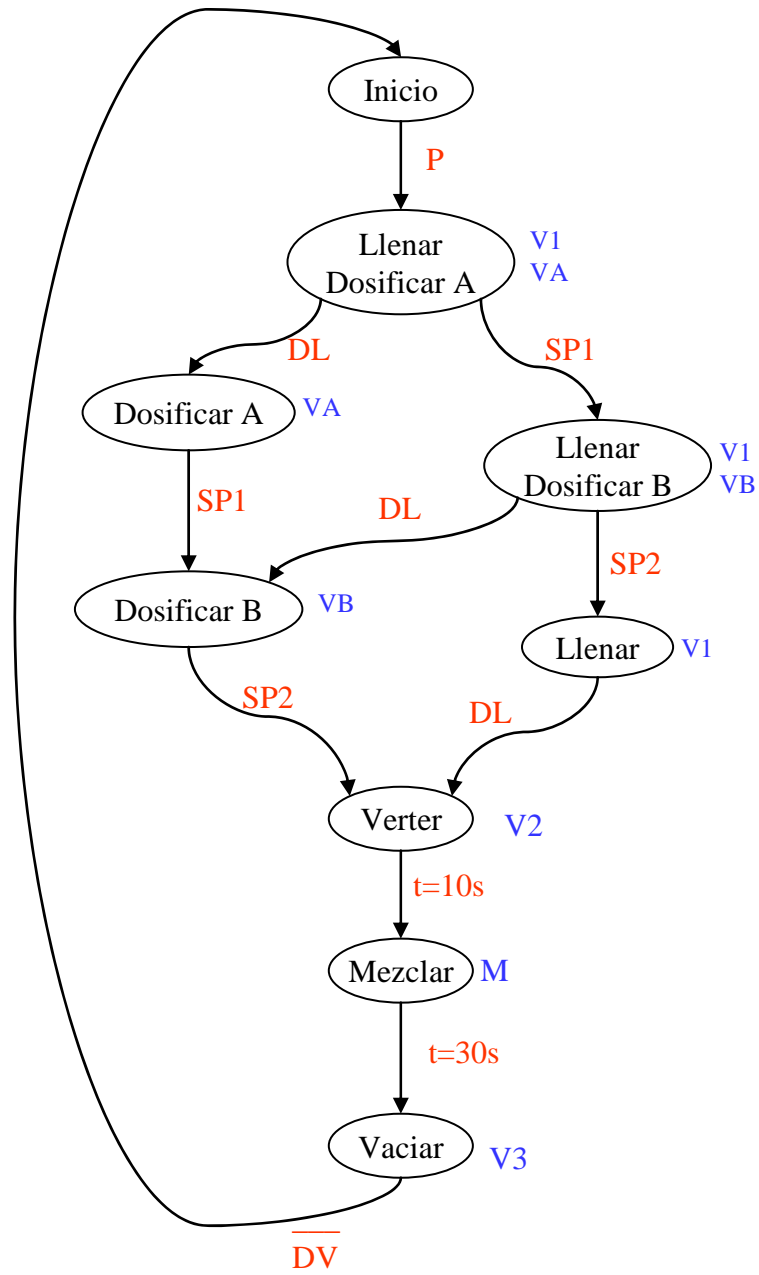 Inicio
P
Llenar
Dosificar A
V1
VA
DL
SP1
Dosificar A
VA
Llenar
Dosificar B
V1
VB
SP1
DL
SP2
Dosificar B
VB
Llenar
V1
SP2
DL
Verter
V2
t=10s
Mezclar
M
t=30s
Vaciar
V3
D̅V̅